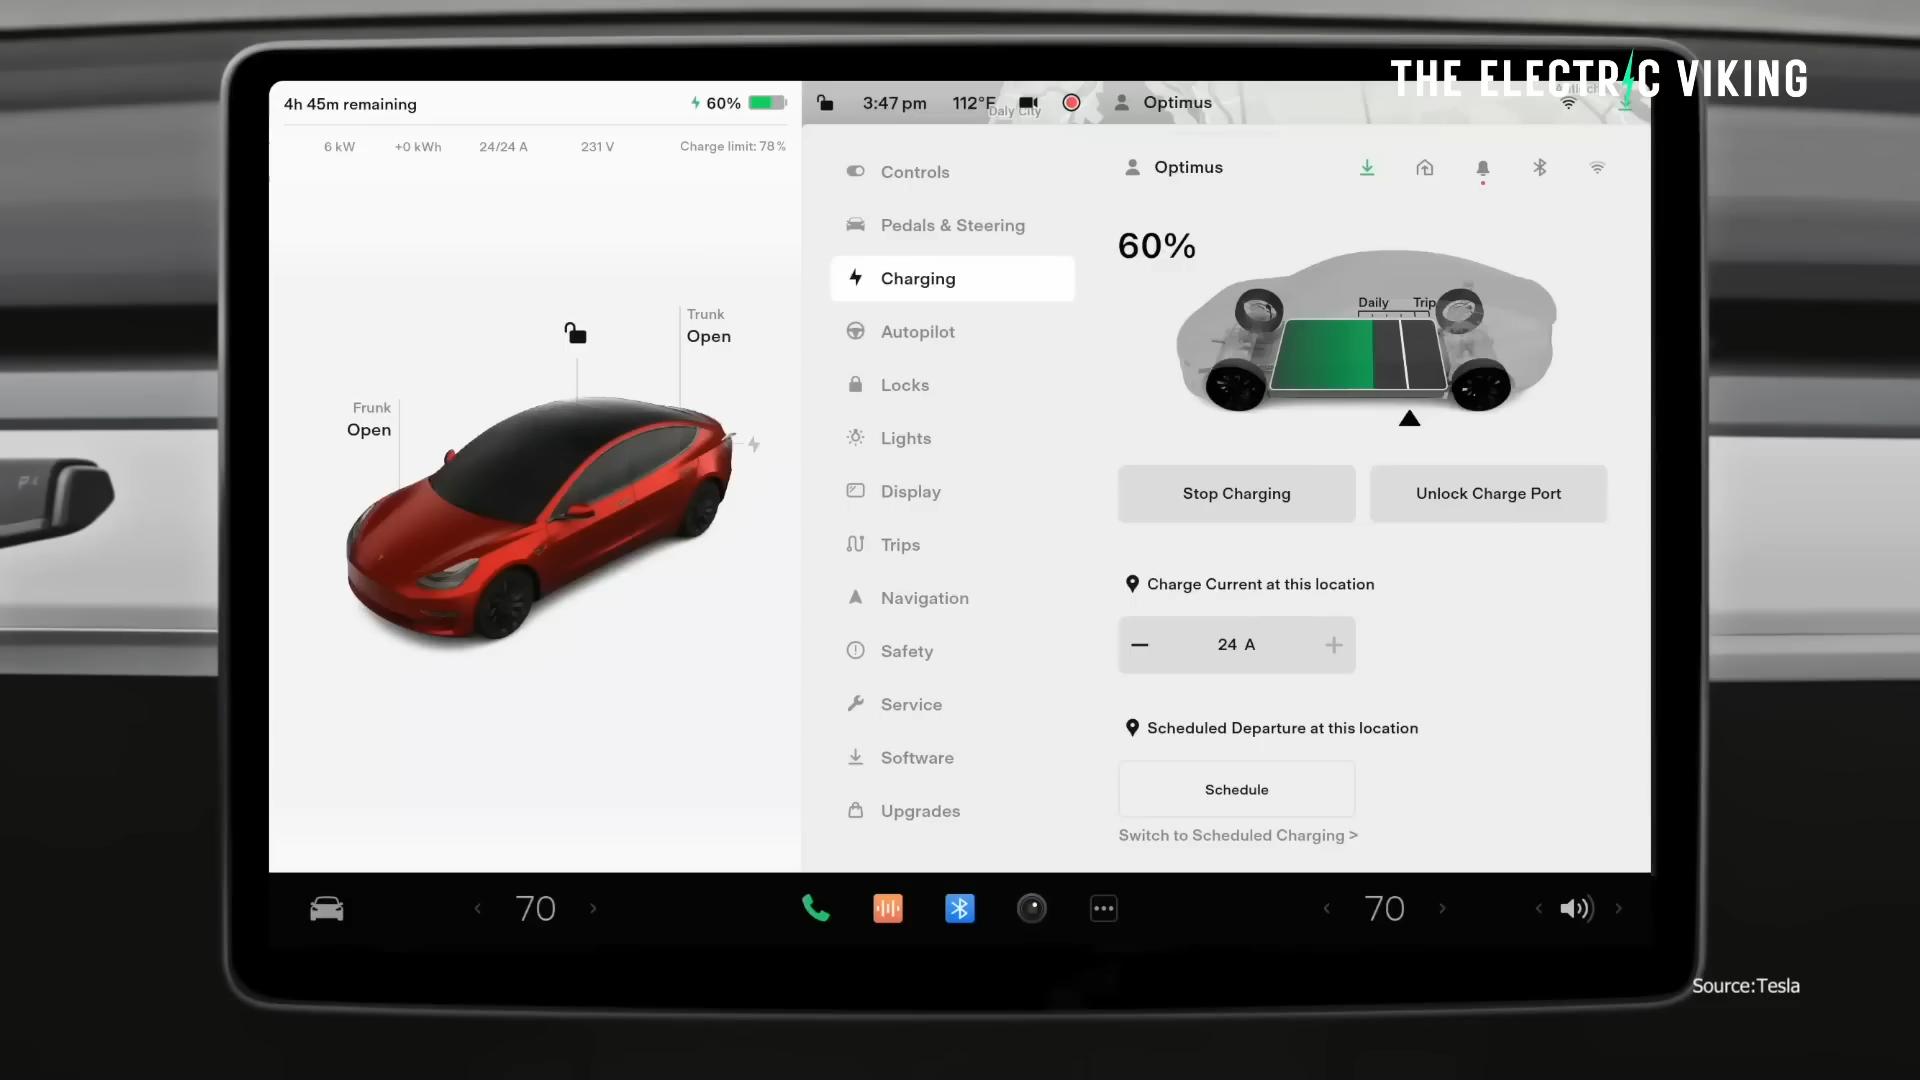 THE ELECTRIC VIKING
4h 45m remaining
60%
3:47 pm
112°F
Daly City
Optimus
6 kW
+0 kWh
24/24 A
231 V
Charge limit: 78%
Trunk
Open
Frunk
Open
Controls
Pedals & Steering
Charging
Autopilot
Locks
Lights
Display
Trips
Navigation
Safety
Service
Software
Upgrades
Optimus
60%
Daily
Trip
Stop Charging
Unlock Charge Port
Charge Current at this location
24 A
Scheduled Departure at this location
Schedule
Switch to Scheduled Charging >
70
70
Source:Tesla